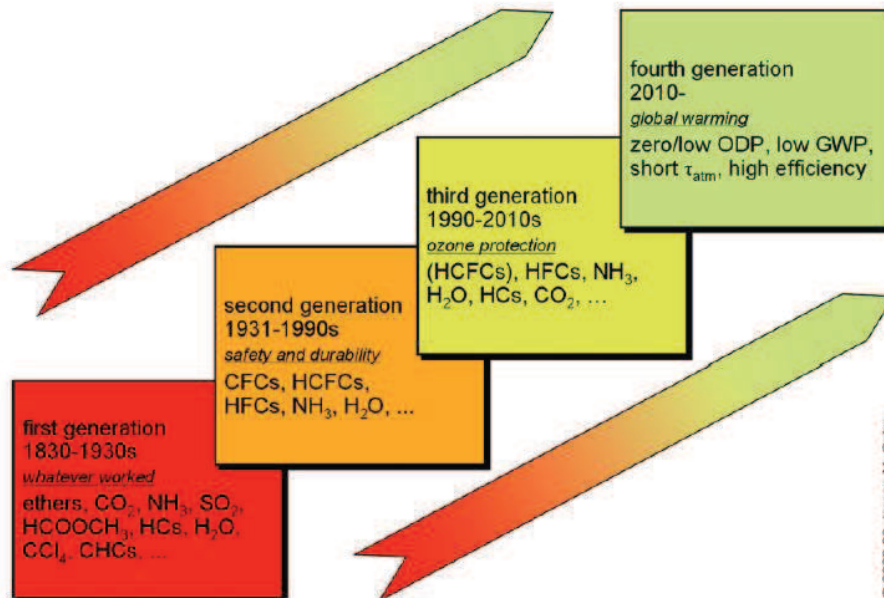 first generation
1830-1930s
whatever worked
ethers, CO₂, NH₃, SO₂,
HCOOCH₃, HCs, H₂O,
CCl₄, CHCs, ...
second generation
1931-1990s
safety and durability
CFCs, HCFCs,
HFCs, NH₃, H₂O, ...
third generation
1990-2010s
ozone protection
(HCFCs), HFCs, NH₃,
H₂O, HCs, CO₂, ...
fourth generation
2010-
global warming
zero/low ODP, low GWP,
short τatm, high efficiency